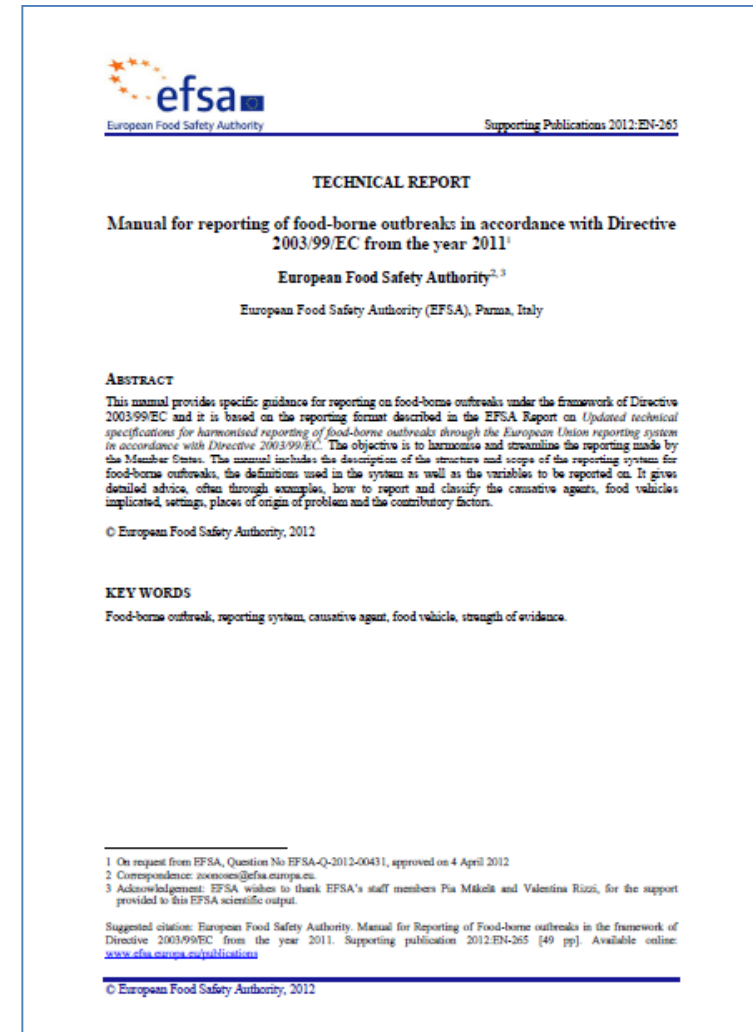 efsa
European Food Safety Authority
Supporting Publications 2012:EN-265
TECHNICAL REPORT
Manual for reporting of food-borne outbreaks in accordance with Directive
2003/99/EC from the year 2011¹
European Food Safety Authority², ³
European Food Safety Authority (EFSA), Parma, Italy
ABSTRACT
This manual provides specific guidance for reporting on food-borne outbreaks under the framework of Directive
2003/99/EC and it is based on the reporting format described in the EFSA Report on Updated technical
specifications for harmonised reporting of food-borne outbreaks through the European Union reporting system
in accordance with Directive 2003/99/EC. The objective is to harmonise and streamline the reporting made by
the Member States. The manual includes the description of the structure and scope of the reporting system for
food-borne outbreaks, the definitions used in the system as well as the variables to be reported on. It gives
detailed advice, often through examples, how to report and classify the causative agents, food vehicles
implicated, settings, places of origin of problem and the contributory factors.
© European Food Safety Authority, 2012
KEY WORDS
Food-borne outbreak, reporting system, causative agent, food vehicle, strength of evidence.
1 On request from EFSA, Question No EFSA-Q-2012-00431, approved on 4 April 2012
2 Correspondence: zoonoses@efsa.europa.eu.
3 Acknowledgement: EFSA wishes to thank EFSA's staff members Pia Mäkelä and Valentina Rizzi, for the support
provided to this EFSA scientific output.
Suggested citation: European Food Safety Authority. Manual for Reporting of Food-borne outbreaks in the framework of
Directive 2003/99/EC from the year 2011. Supporting publication 2012:EN-265 [49 pp]. Available online:
www.efsa.europa.eu/publications
© European Food Safety Authority, 2012